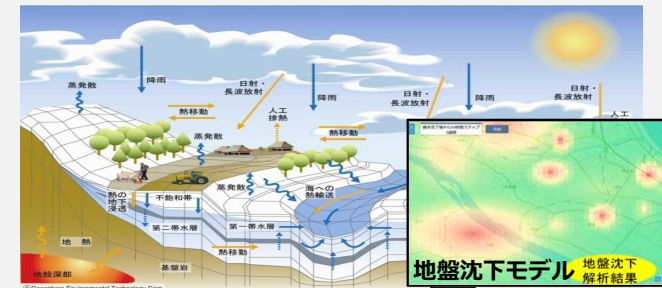 蒸発散
降雨
日射・
長波放射
熱移動
人工
排熱
降雨
日射・
長波放射
降雨
日射・
長波放射
人工
蒸発散
熱移動
熱の
地下
浸透
不飽和帯
蒸発散
海への
熱輸送
第二帯水層
第一帯水層
地熱
熱移動
地殻深部
基盤岩
地盤沈下モデル
地盤沈下
解析結果